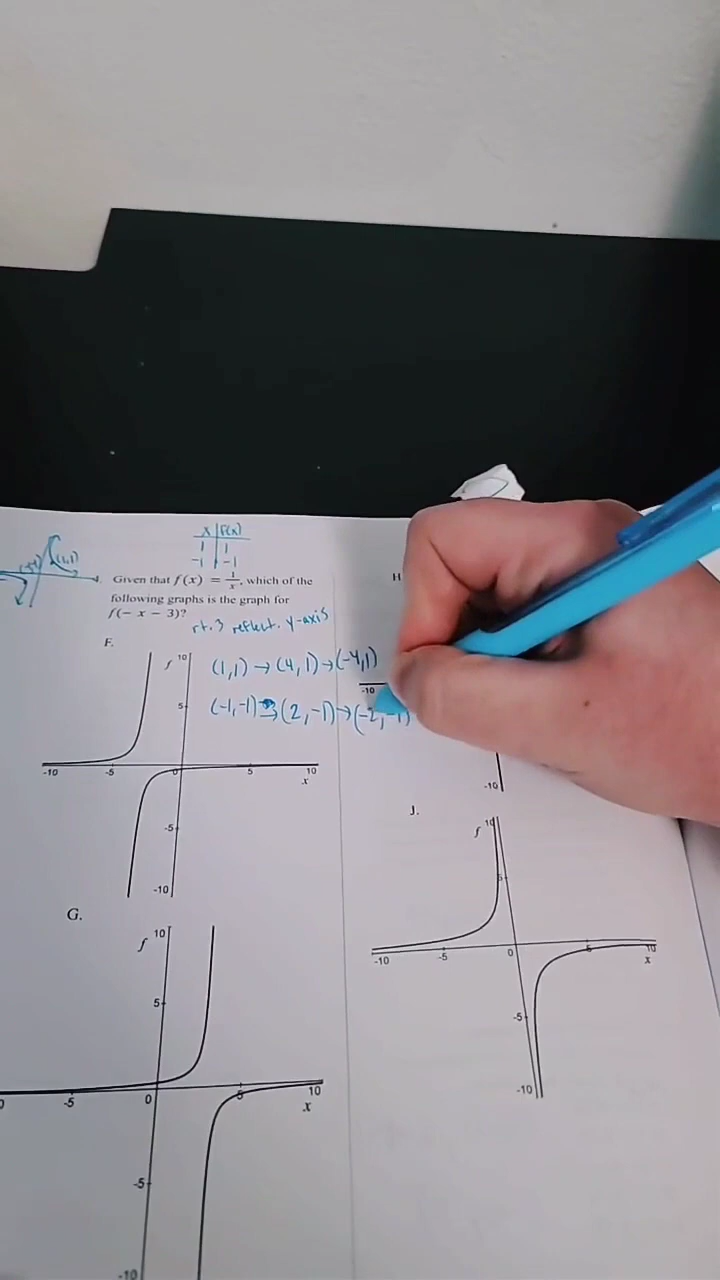 x | f(x)
1 | 1
-1 | -1
(1,1)
Given that f(x) = 1/x, which of the
following graphs is the graph for
f(− x − 3)?
rt. 3 reflect. y-axis
H
F.
f 10
5
-10 -5 0 5 10
x
-5
-10
(1,1) → (4,1) → (-4,1)
-10
(-1,-1) → (2,-1) → (-2,-1)
-10
J.
f 10
5
-10 -5 0 5 10
x
-5
-10
G.
f 10
5
-5 0 5 10
x
-5
-10